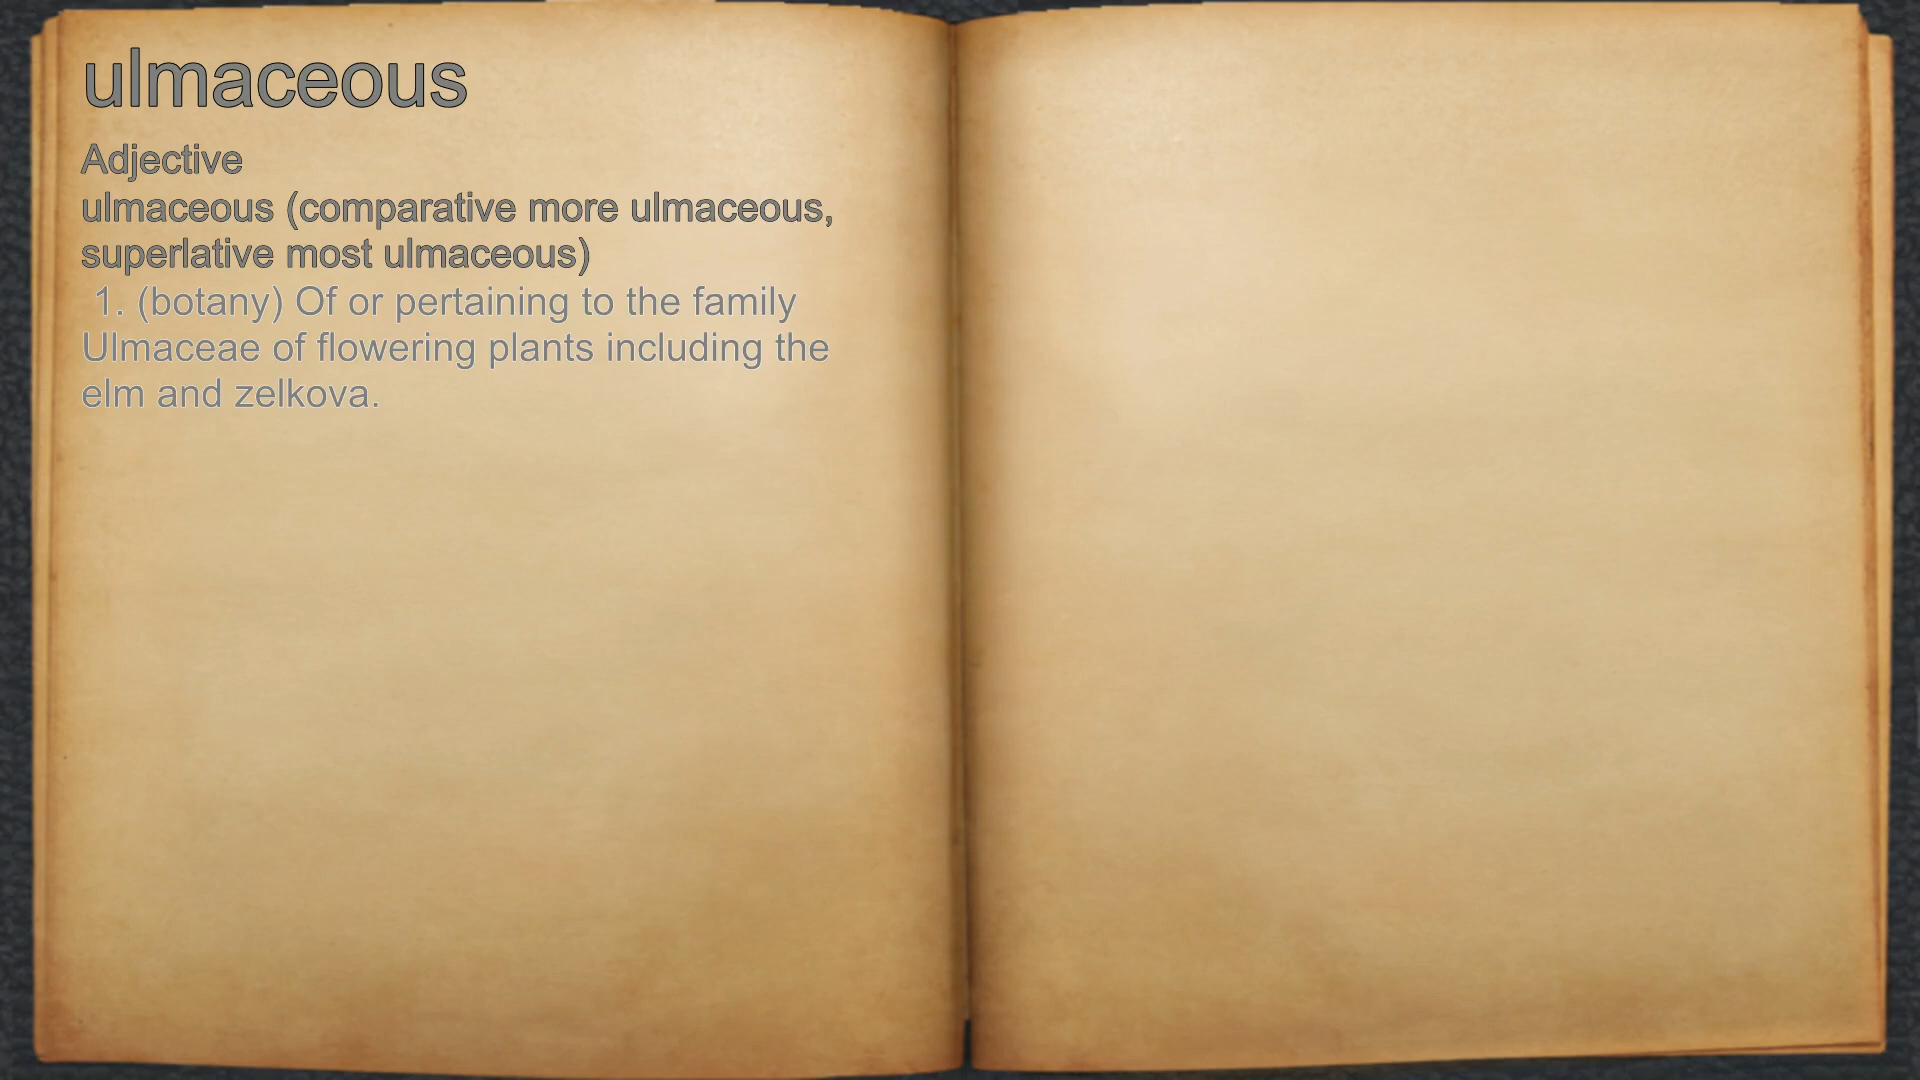 ulmaceous
Adjective
ulmaceous (comparative more ulmaceous,
superlative most ulmaceous)
1. (botany) Of or pertaining to the family
Ulmaceae of flowering plants including the
elm and zelkova.